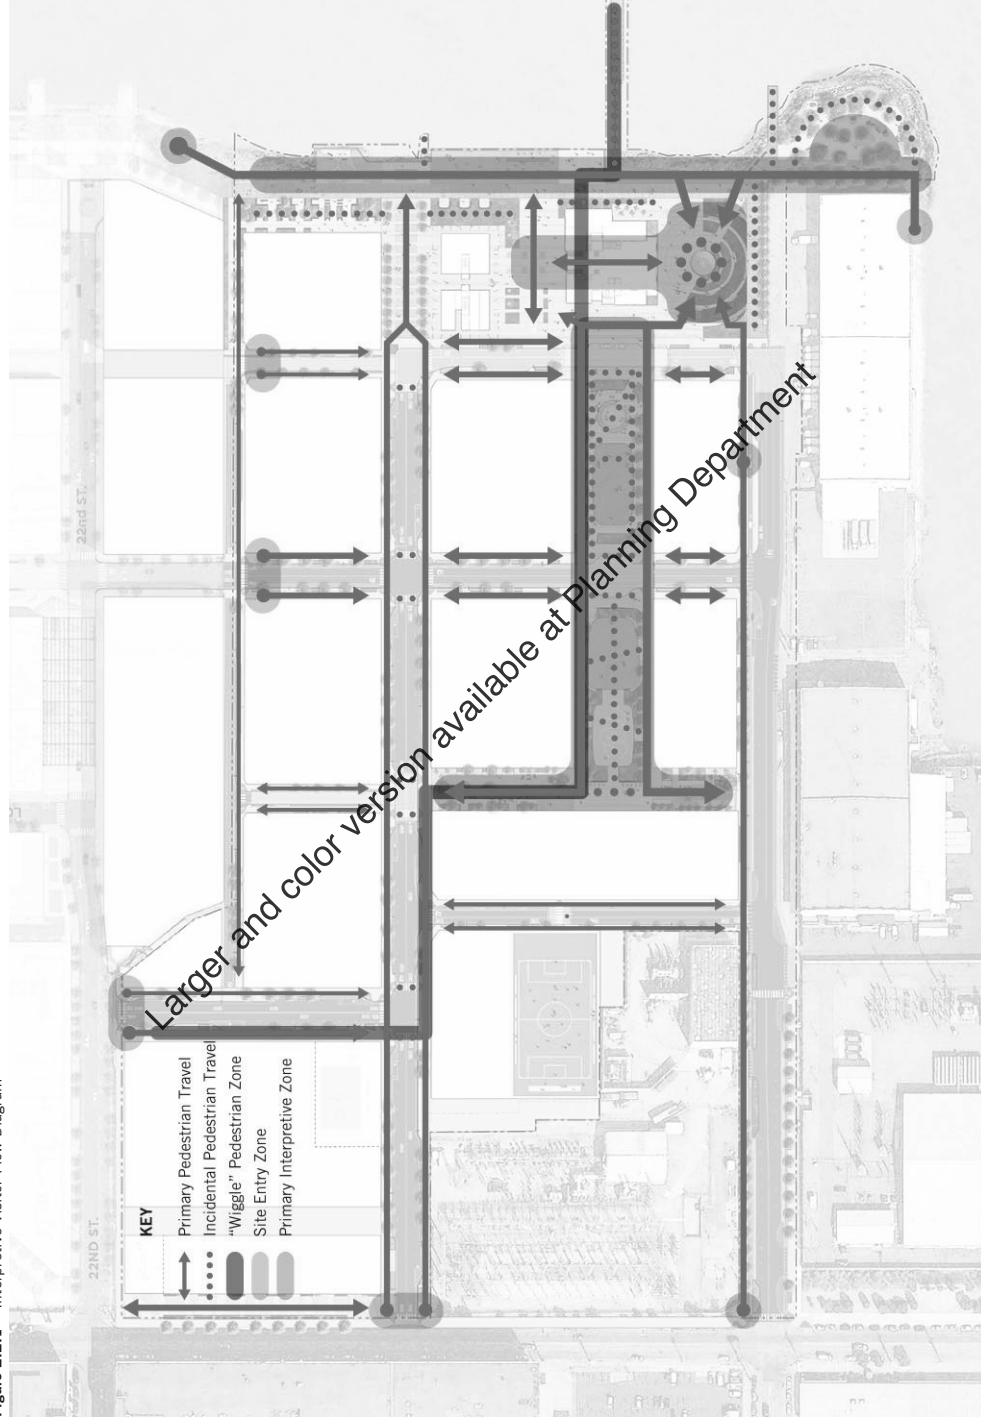 22nd ST.
Larger and color version available at Planning Department
22ND ST.
KEY
Primary Pedestrian Travel
Incidental Pedestrian Travel
"Wiggle" Pedestrian Zone
Site Entry Zone
Primary Interpretive Zone